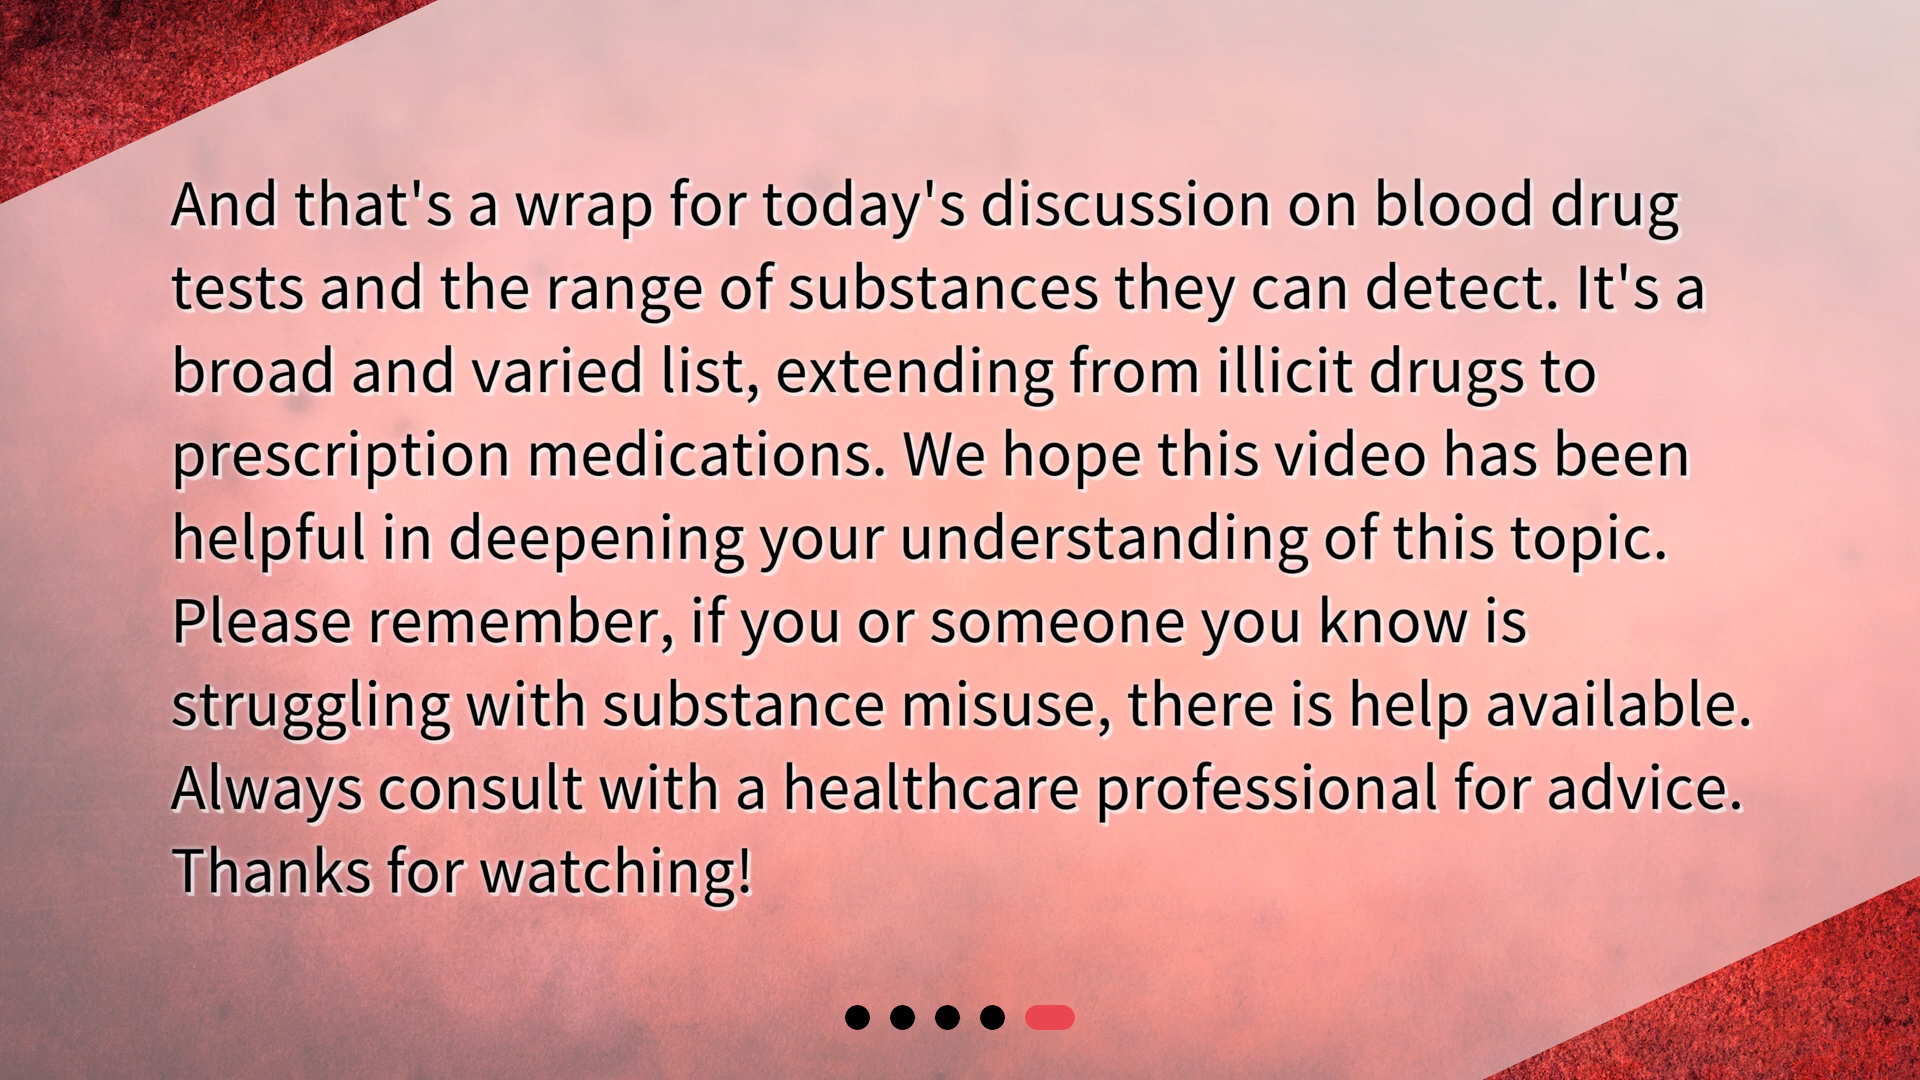 And that's a wrap for today's discussion on blood drug
tests and the range of substances they can detect. It's a
broad and varied list, extending from illicit drugs to
prescription medications. We hope this video has been
helpful in deepening your understanding of this topic.
Please remember, if you or someone you know is
struggling with substance misuse, there is help available.
Always consult with a healthcare professional for advice.
Thanks for watching!